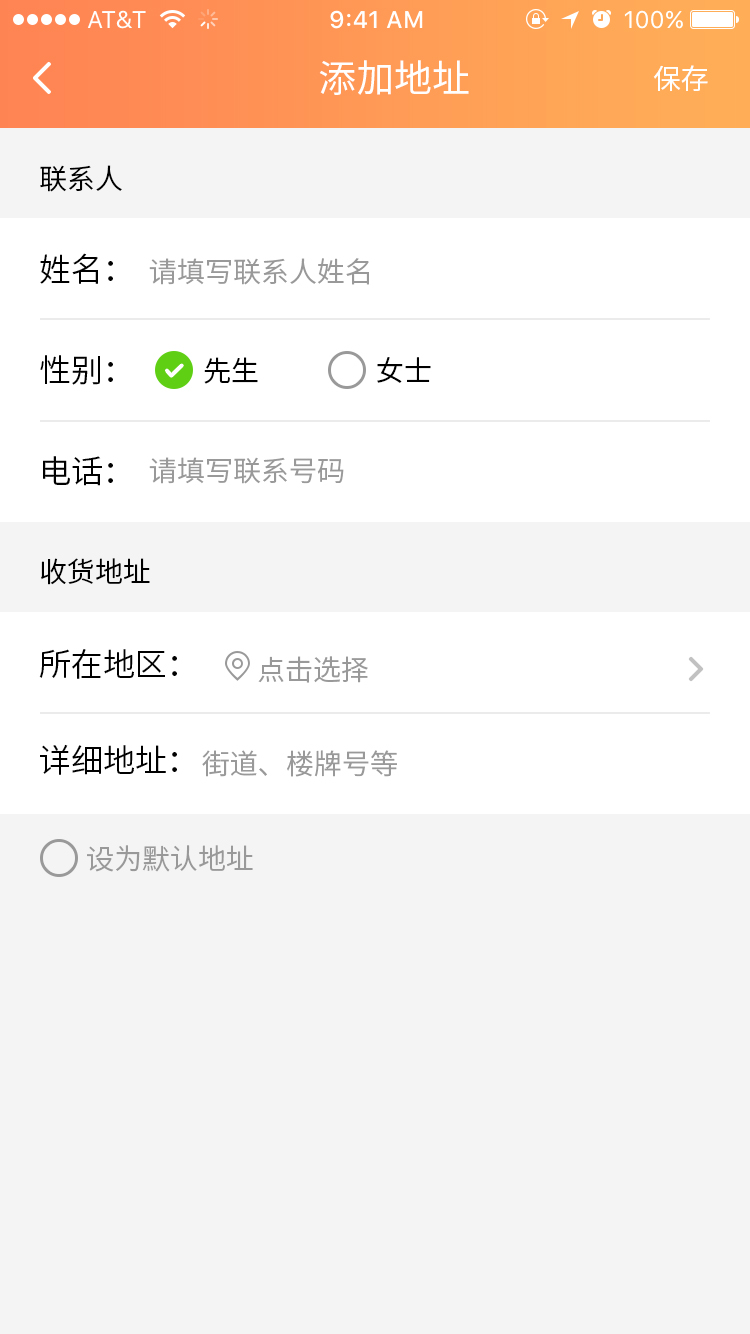 AT&T 9:41 AM 100%
添加地址 保存
联系人
姓名： 请填写联系人姓名
性别： 先生 女士
电话： 请填写联系号码
收货地址
所在地区： 点击选择
详细地址： 街道、楼牌号等
设为默认地址